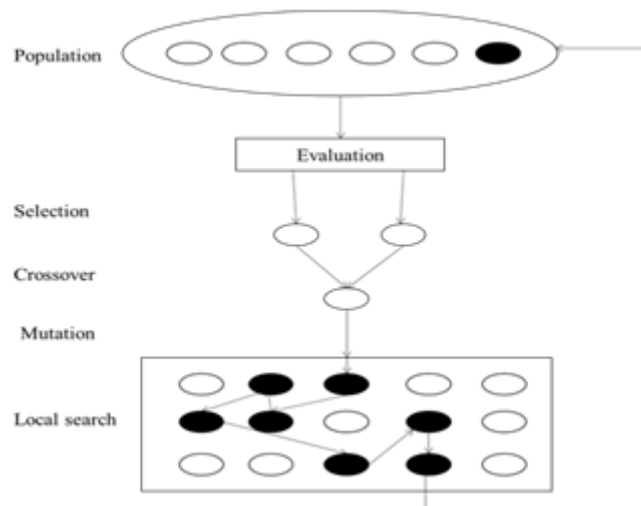 Population
Evaluation
Selection
Crossover
Mutation
Local search